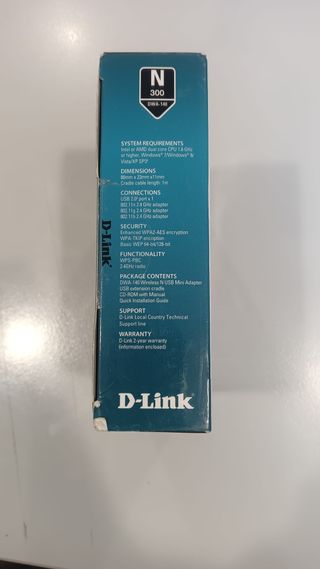 N
300
DWA-140
SYSTEM REQUIREMENTS
Intel or AMD dual core CPU 1.6 GHz
or higher, Windows® 7/Windows® 8/
Vista/XP SP3²
DIMENSIONS
88mm x 23mm x11mm
Cradle cable length: 1m
CONNECTIONS
USB 2.0² port x 1
802.11n 2.4 GHz adapter
802.11g 2.4 GHz adapter
802.11b 2.4 GHz adapter
SECURITY
Enhanced WPA2-AES encryption
WPA-TKIP encryption
Basic WEP 64-bit/128-bit
FUNCTIONALITY
WPS-PBC
2.4GHz radio
PACKAGE CONTENTS
DWA-140 Wireless N USB Mini Adapter
USB extension cradle
CD-ROM with Manual
Quick Installation Guide
SUPPORT
D-Link Local Country Technical
Support line
WARRANTY
D-Link 2-year warranty
(information enclosed)
D-Link
D-Link